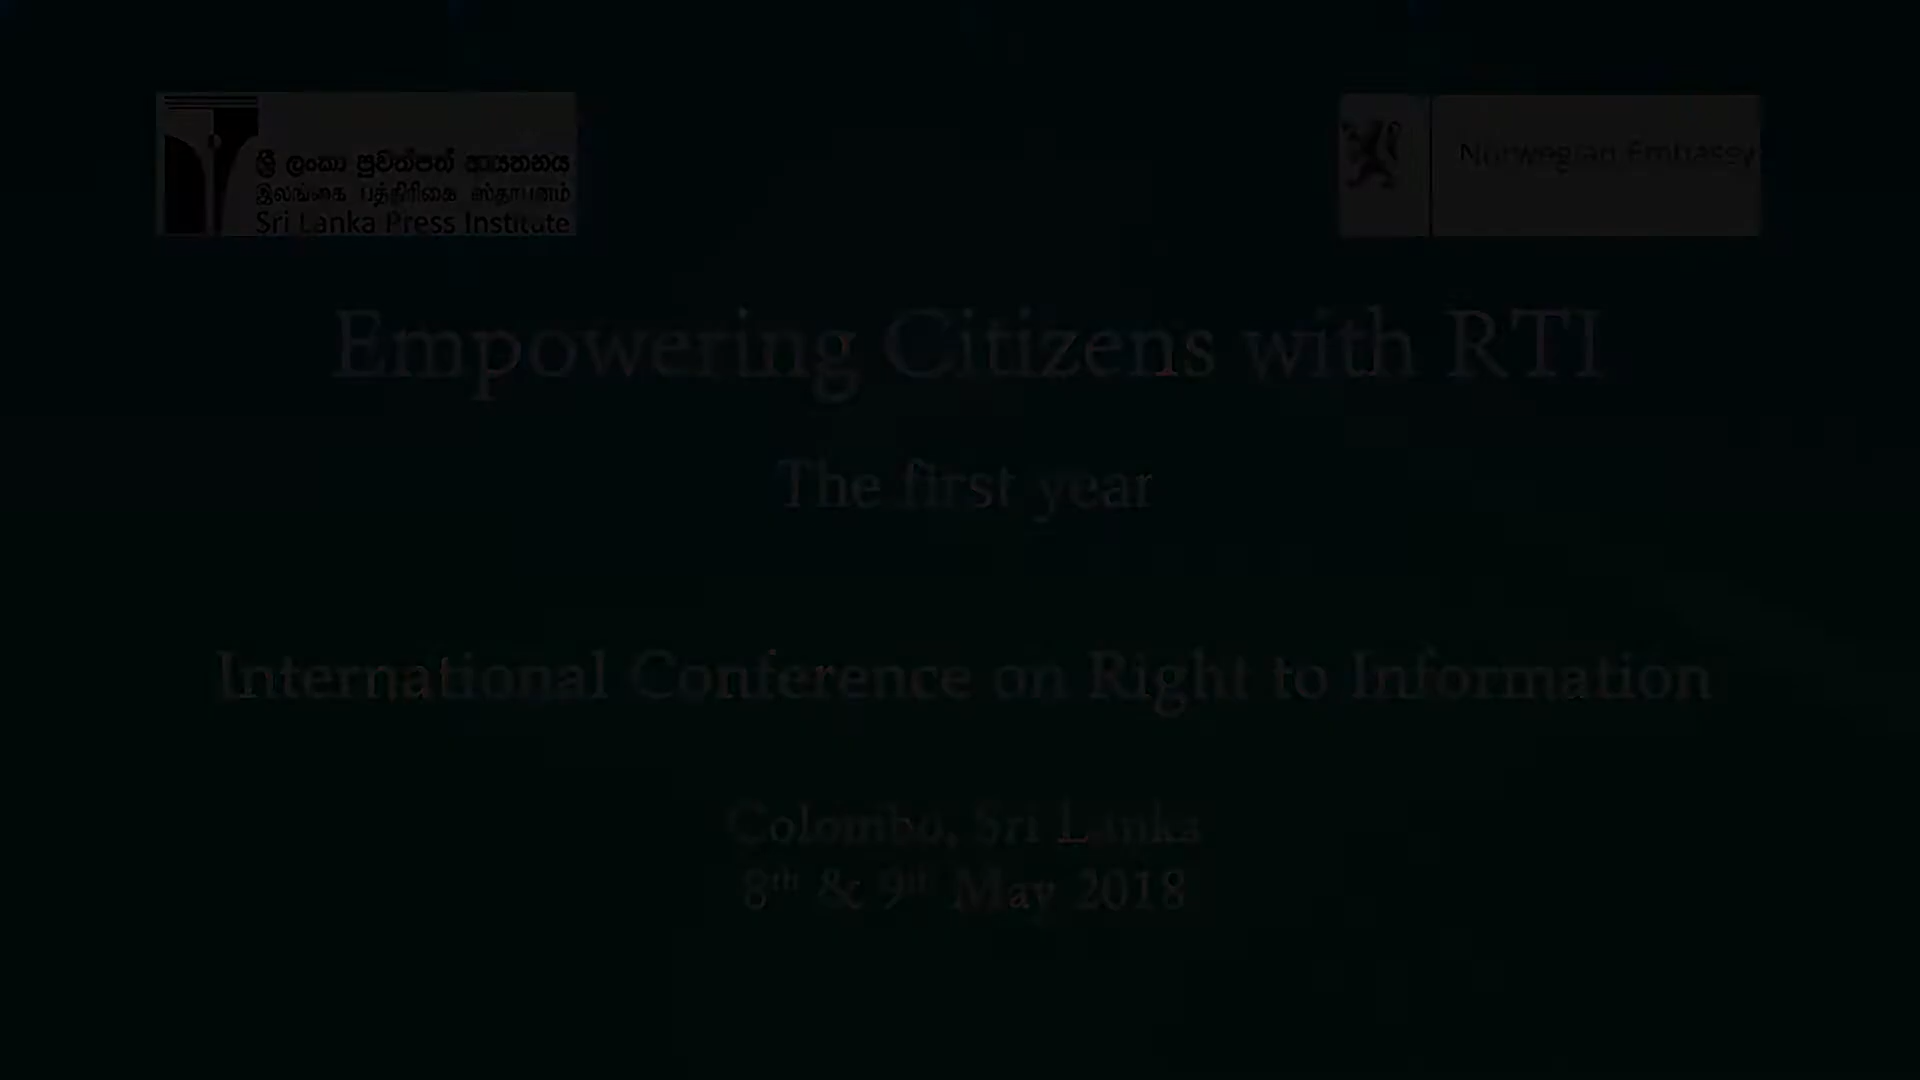 ශ්‍රී ලංකා පුවත්පත් ආයතනය
இலங்கை பத்திரிகை ஸ்தாபனம்
Sri Lanka Press Institute
Norwegian Embassy
Empowering Citizens with RTI
The first year
International Conference on Right to Information
Colombo, Sri Lanka
8th & 9th May 2018